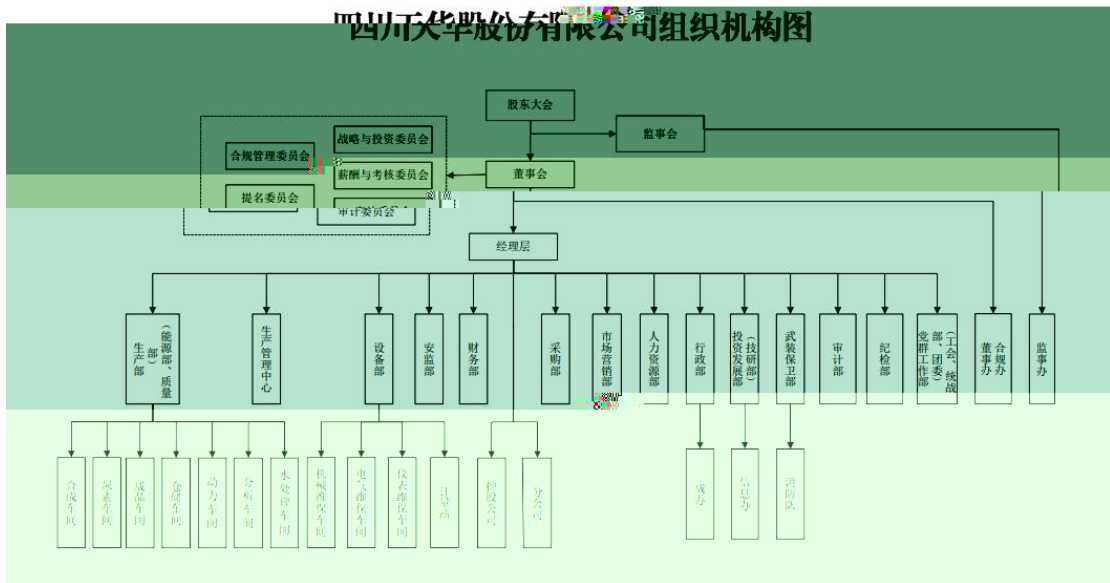 四川天华股份有限公司组织机构图
股东大会
监事会
战略与投资委员会
合规管理委员会
薪酬与考核委员会
董事会
提名委员会
审计委员会
经理层
生产部
（能源部、质量部）
生产管理中心
设备部
安监部
财务部
采购部
市场营销部
人力资源部
行政部
投资发展部
（技研部）
武装保卫部
审计部
纪检部
党群工作部
（工会、统战部、团委）
董事办
合规办
监事办
合成车间
尿素车间
成品车间
仓储车间
动力车间
分析车间
水处理车间
机械维保车间
电气维保车间
仪表维保车间
控股公司
分公司
成办
信息办
消防队